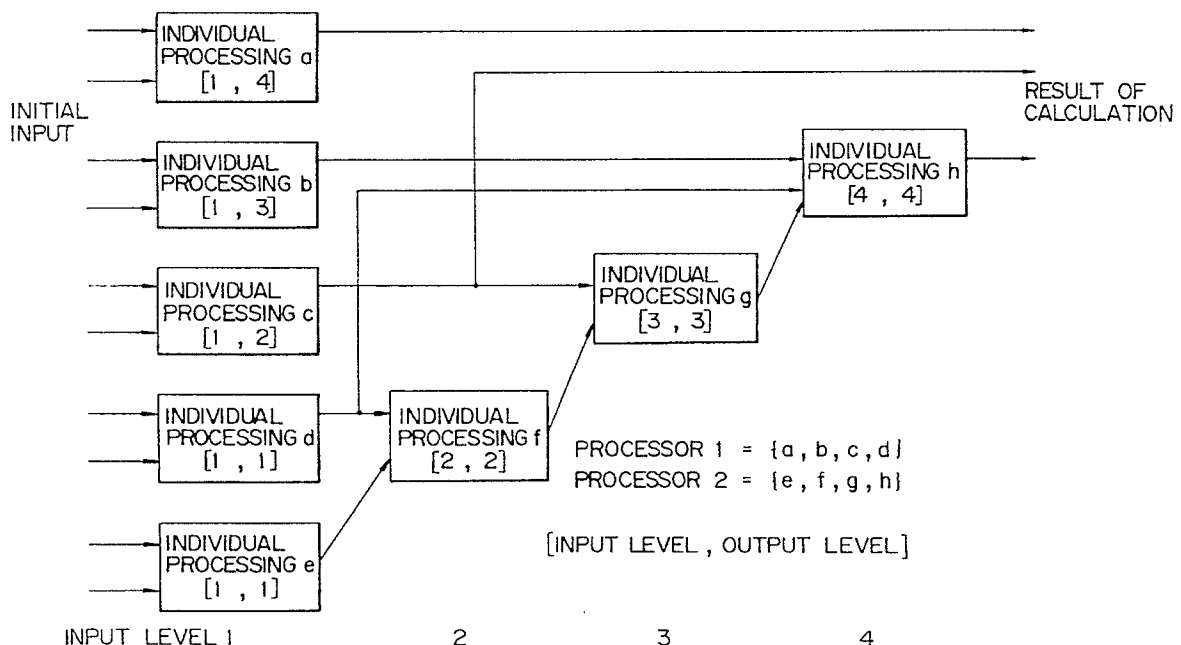 INDIVIDUAL
PROCESSING a
[1 , 4]
INITIAL
INPUT
RESULT OF
CALCULATION
INDIVIDUAL
PROCESSING b
[1 , 3]
INDIVIDUAL
PROCESSING h
[4 , 4]
INDIVIDUAL
PROCESSING c
[1 , 2]
INDIVIDUAL
PROCESSING g
[3 , 3]
INDIVIDUAL
PROCESSING d
[1 , 1]
INDIVIDUAL
PROCESSING f
[2 , 2]
PROCESSOR 1 = {a, b, c, d}
PROCESSOR 2 = {e, f, g, h}
INDIVIDUAL
PROCESSING e
[1 , 1]
[INPUT LEVEL , OUTPUT LEVEL]
INPUT LEVEL 1 2 3 4